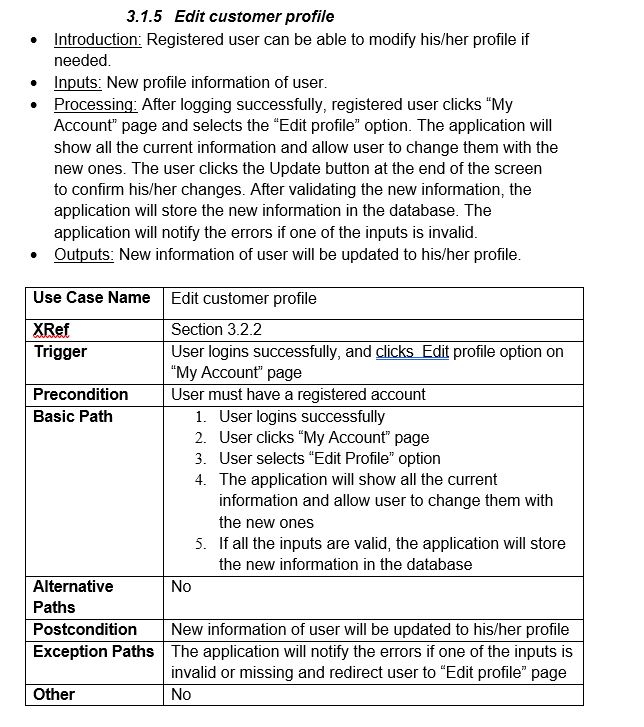 3.1.5 Edit customer profile
• Introduction: Registered user can be able to modify his/her profile if
needed.
• Inputs: New profile information of user.
• Processing: After logging successfully, registered user clicks “My
Account” page and selects the “Edit profile” option. The application will
show all the current information and allow user to change them with the
new ones. The user clicks the Update button at the end of the screen
to confirm his/her changes. After validating the new information, the
application will store the new information in the database. The
application will notify the errors if one of the inputs is invalid.
• Outputs: New information of user will be updated to his/her profile.
Use Case Name Edit customer profile
XRef Section 3.2.2
Trigger User logins successfully, and clicks Edit profile option on
“My Account” page
Precondition User must have a registered account
Basic Path 1. User logins successfully
2. User clicks “My Account” page
3. User selects “Edit Profile” option
4. The application will show all the current
information and allow user to change them with
the new ones
5. If all the inputs are valid, the application will store
the new information in the database
Alternative No
Paths
Postcondition New information of user will be updated to his/her profile
Exception Paths The application will notify the errors if one of the inputs is
invalid or missing and redirect user to “Edit profile” page
Other No